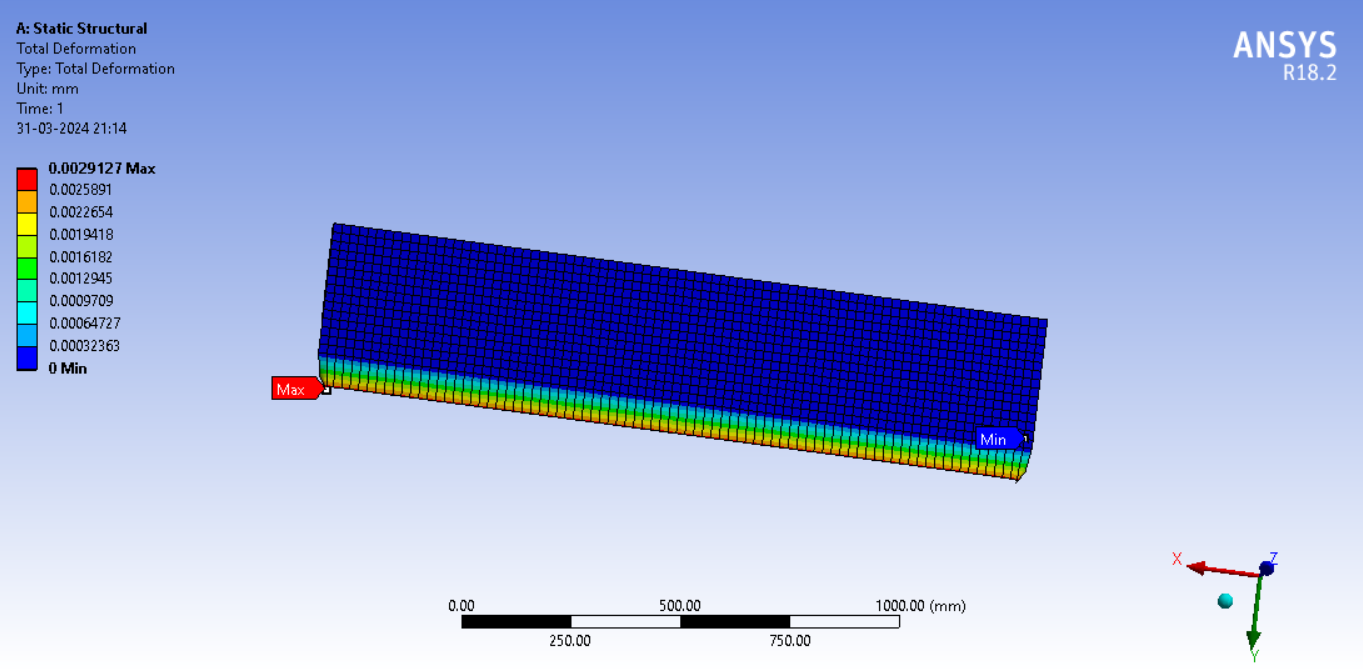 A: Static Structural
Total Deformation
Type: Total Deformation
Unit: mm
Time: 1
31-03-2024 21:14
ANSYS
R18.2
0.0029127 Max
0.0025891
0.0022654
0.0019418
0.0016182
0.0012945
0.0009709
0.00064727
0.00032363
0 Min
Max
Min
0.00 500.00 1000.00 (mm)
250.00 750.00
X
Z
Y